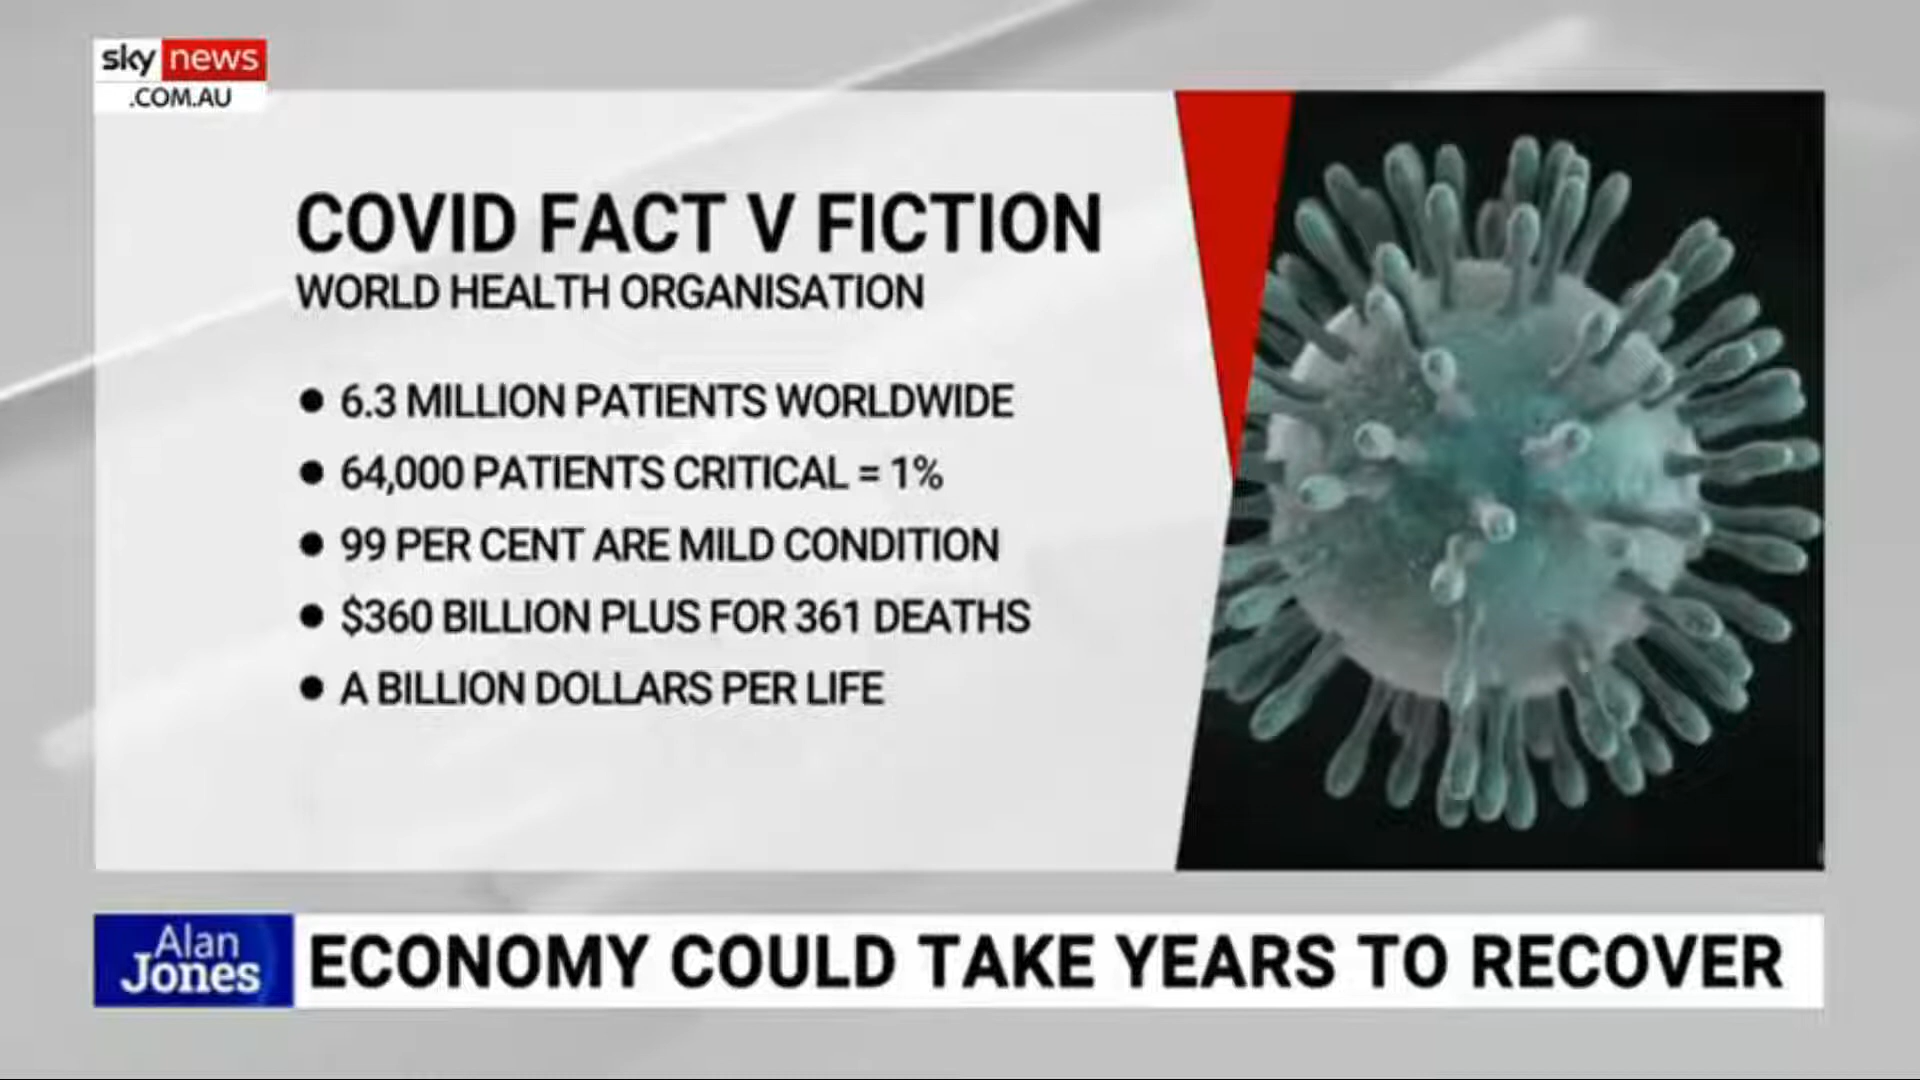 sky news
.COM.AU
COVID FACT V FICTION
WORLD HEALTH ORGANISATION
● 6.3 MILLION PATIENTS WORLDWIDE
● 64,000 PATIENTS CRITICAL = 1%
● 99 PER CENT ARE MILD CONDITION
● $360 BILLION PLUS FOR 361 DEATHS
● A BILLION DOLLARS PER LIFE
Alan
Jones
ECONOMY COULD TAKE YEARS TO RECOVER